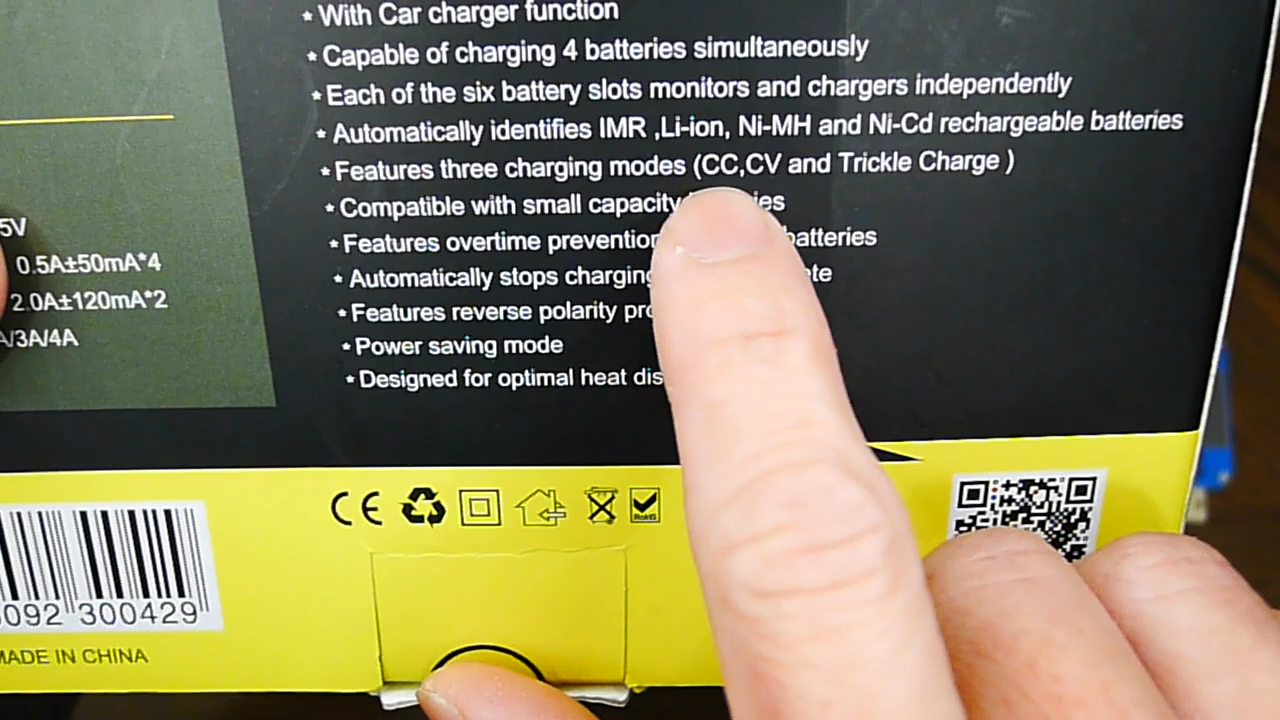 * With Car charger function
* Capable of charging 4 batteries simultaneously
* Each of the six battery slots monitors and chargers independently
* Automatically identifies IMR ,Li-ion, Ni-MH and Ni-Cd rechargeable batteries
* Features three charging modes (CC,CV and Trickle Charge )
* Compatible with small capacity
* Features overtime prevention batteries
* Automatically stops charging
* Features reverse polarity
* Power saving mode
* Designed for optimal heat
5V
0.5A±50mA*4
2.0A±120mA*2
/3A/4A
CE
RoHS
092 300429
MADE IN CHINA